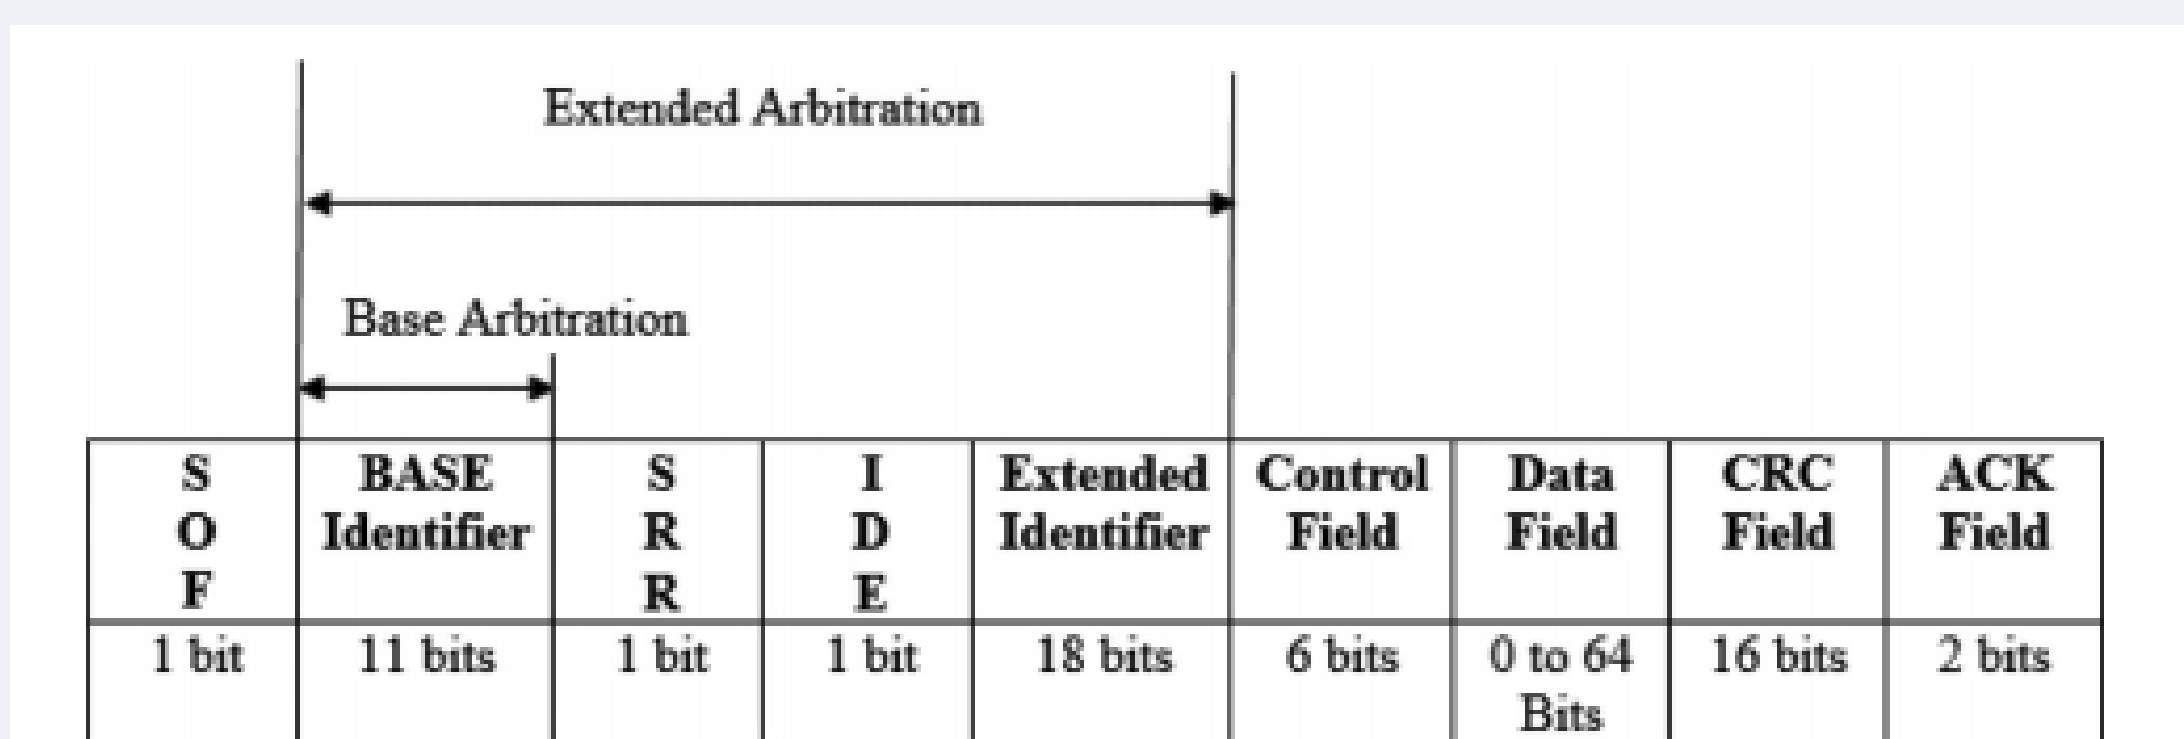 Extended Arbitration
Base Arbitration
S O F
BASE Identifier
S R R
I D E
Extended Identifier
Control Field
Data Field
CRC Field
ACK Field
1 bit
11 bits
1 bit
1 bit
18 bits
6 bits
0 to 64 Bits
16 bits
2 bits